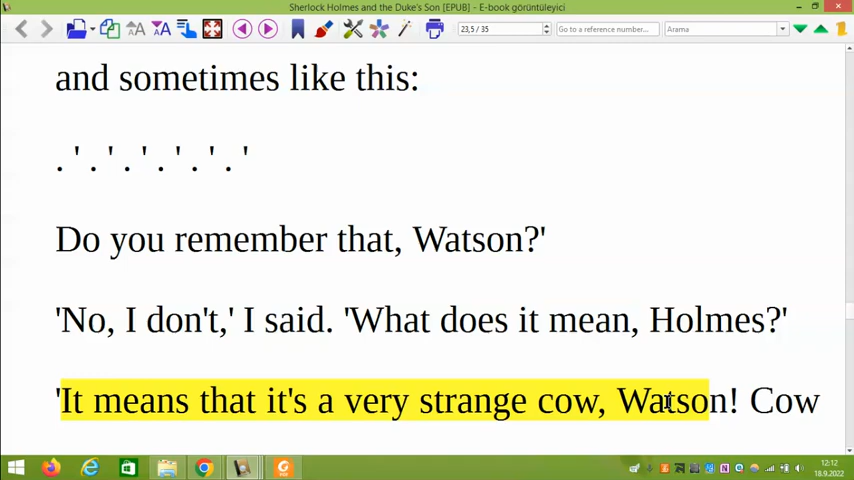 Sherlock Holmes and the Duke's Son [EPUB] - E-book görüntüleyici
23,5 / 35
Go to a reference number...
Arama
and sometimes like this:
. ' . ' . ' . ' . ' . '
Do you remember that, Watson?'
'No, I don't,' I said. 'What does it mean, Holmes?'
'It means that it's a very strange cow, Watson! Cow
12:12
18.9.2022